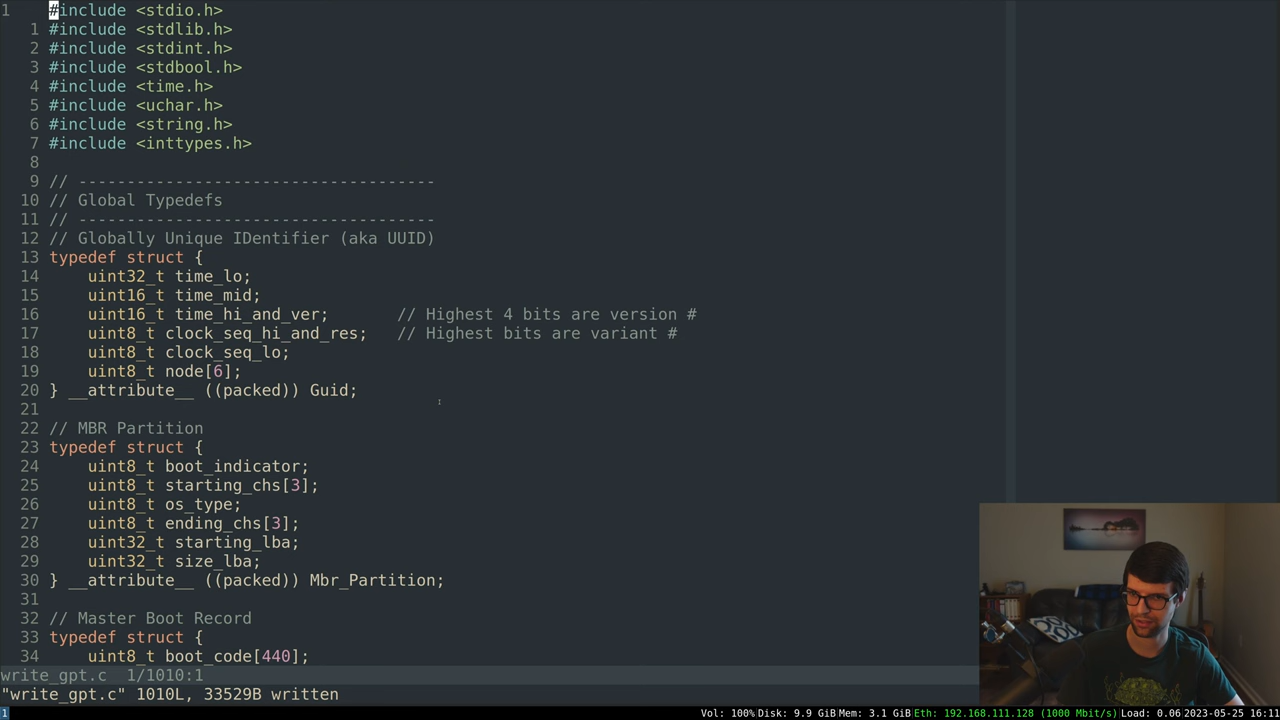 1   #include <stdio.h>
1 #include <stdlib.h>
2 #include <stdint.h>
3 #include <stdbool.h>
4 #include <time.h>
5 #include <uchar.h>
6 #include <string.h>
7 #include <inttypes.h>
8
9 // -------------------------------------
10 // Global Typedefs
11 // -------------------------------------
12 // Globally Unique IDentifier (aka UUID)
13 typedef struct {
14     uint32_t time_lo;
15     uint16_t time_mid;
16     uint16_t time_hi_and_ver;       // Highest 4 bits are version #
17     uint8_t clock_seq_hi_and_res;   // Highest bits are variant #
18     uint8_t clock_seq_lo;
19     uint8_t node[6];
20 } __attribute__ ((packed)) Guid;
21
22 // MBR Partition
23 typedef struct {
24     uint8_t boot_indicator;
25     uint8_t starting_chs[3];
26     uint8_t os_type;
27     uint8_t ending_chs[3];
28     uint32_t starting_lba;
29     uint32_t size_lba;
30 } __attribute__ ((packed)) Mbr_Partition;
31
32 // Master Boot Record
33 typedef struct {
34     uint8_t boot_code[440];
write_gpt.c  1/1010:1
"write_gpt.c" 1010L, 33529B written
1 Vol: 100% Disk: 9.9 GiB Mem: 3.1 GiB Eth: 192.168.111.128 (1000 Mbit/s) Load: 0.06 2023-05-25 16:11